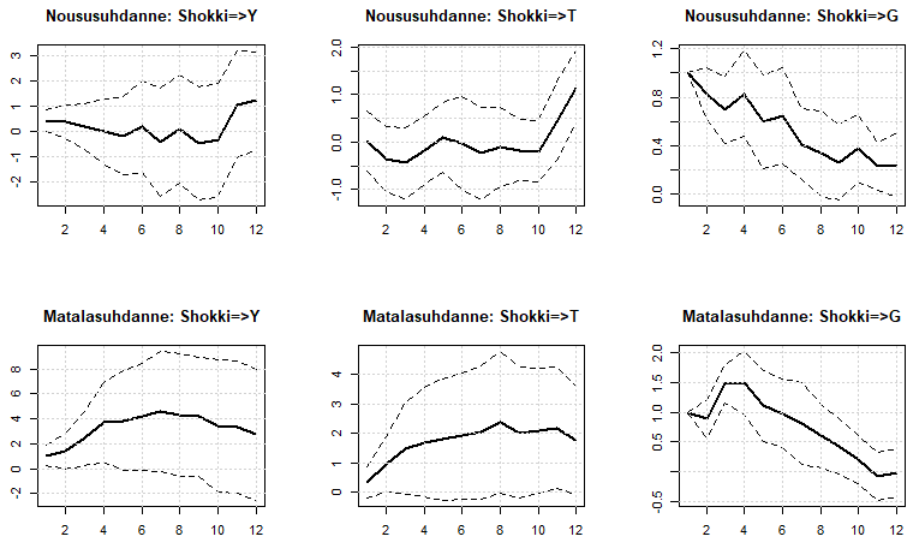 Noususuhdanne: Shokki=>Y
3
2
1
0
-1
-2
2 4 6 8 10 12
Noususuhdanne: Shokki=>T
2.0
1.0
0.0
-1.0
2 4 6 8 10 12
Noususuhdanne: Shokki=>G
1.2
0.8
0.4
0.0
2 4 6 8 10 12
Matalasuhdanne: Shokki=>Y
8
6
4
2
0
-2
2 4 6 8 10 12
Matalasuhdanne: Shokki=>T
4
3
2
1
0
2 4 6 8 10 12
Matalasuhdanne: Shokki=>G
2.0
1.5
1.0
0.5
-0.5
2 4 6 8 10 12